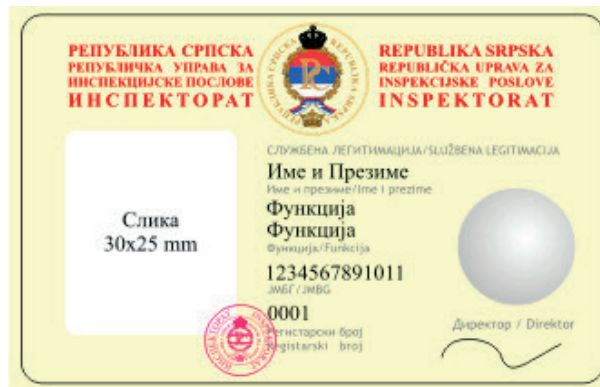 РЕПУБЛИКА СРПСКА
РЕПУБЛИЧКА УПРАВА ЗА
ИНСПЕКЦИЈСКЕ ПОСЛОВЕ
ИНСПЕКТОРАТ
REPUBLIKA SRPSKA
REPUBLIČKA UPRAVA ZA
INSPEKCIJSKE POSLOVE
INSPEKTORAT
СЛУЖБЕНА ЛЕГИТИМАЦИЈА/SLUŽBENA LEGITIMACIJA
Име и Презиме
Име и презиме/Ime i prezime
Функција
Функција
Функција/Funkcija
1234567891011
ЈМБГ/JMBG
0001
Регистарски број
Registarski broj
Слика
30x25 mm
Директор / Direktor